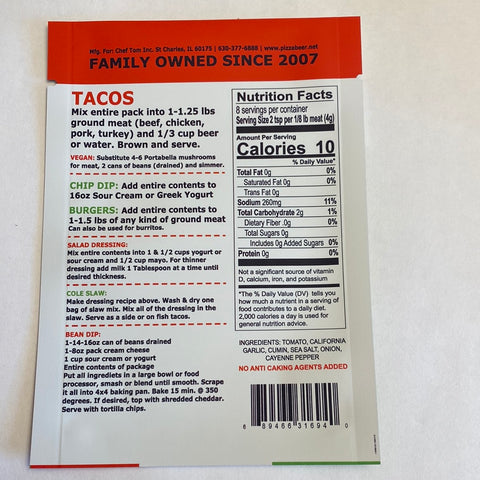 Mfg. For: Chef Tom Inc. St Charles, IL 60175 | 630-377-6888 | www.pizzabeer.net
FAMILY OWNED SINCE 2007
TACOS
Mix entire pack into 1-1.25 lbs
ground meat (beef, chicken,
pork, turkey) and 1/3 cup beer
or water. Brown and serve.
VEGAN: Substitute 4-6 Portabella mushrooms
for meat, 2 cans of beans (drained) and simmer.
CHIP DIP: Add entire contents to
16oz Sour Cream or Greek Yogurt
BURGERS: Add entire contents to
1-1.5 lbs of any kind of ground meat
Can also be used for burritos.
SALAD DRESSING:
Mix entire contents into 1 & 1/2 cups yogurt or
sour cream and 1/2 cup mayo. For thinner
dressing add milk 1 Tablespoon at a time until
desired thickness.
COLE SLAW:
Make dressing recipe above. Wash & dry one
bag of slaw mix. Mix all of the dressing in the
slaw. Serve as a side or on fish tacos.
BEAN DIP:
1-14-16oz can of beans drained
1-8oz pack cream cheese
1 cup sour cream or yogurt
Entire contents of package
Put all ingredients in a large bowl or food
processor, smash or blend until smooth. Scrape
it all into 4x4 baking pan. Bake 15 min. @ 350
degrees. If desired, top with shredded cheddar.
Serve with tortilla chips.
Nutrition Facts
8 servings per container
Serving Size 2 tsp per 1/8 lb meat (4g)
Amount Per Serving
Calories 10
% Daily Value*
Total Fat 0g 0%
Saturated Fat 0g 0%
Trans Fat 0g
Sodium 260mg 11%
Total Carbohydrate 2g 1%
Dietary Fiber .0g 0%
Total Sugars 0g
Includes 0g Added Sugars 0%
Protein 0g 0%
Not a significant source of vitamin
D, calcium, iron, and potassium
*The % Daily Value (DV) tells you
how much a nutrient in a serving of
food contributes to a daily diet.
2,000 calories a day is used for
general nutrition advice.
INGREDIENTS: TOMATO, CALIFORNIA
GARLIC, CUMIN, SEA SALT, ONION,
CAYENNE PEPPER
NO ANTI CAKING AGENTS ADDED
6 89466 31694 0